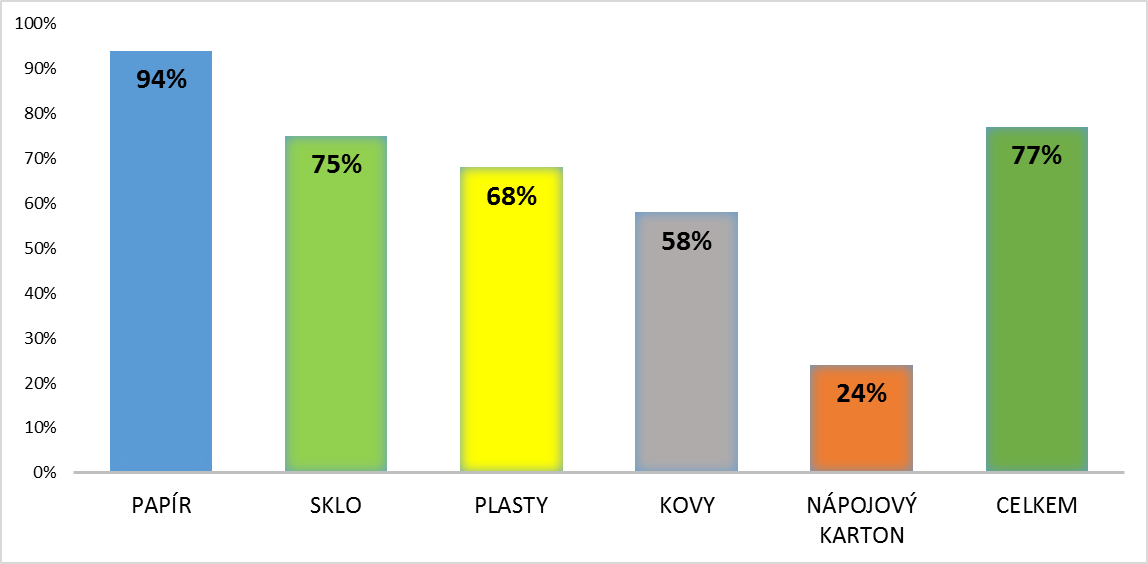 100%
90%
80%
70%
60%
50%
40%
30%
20%
10%
0%
94%
75%
68%
58%
24%
77%
PAPÍR
SKLO
PLASTY
KOVY
NÁPOJOVÝ
KARTON
CELKEM